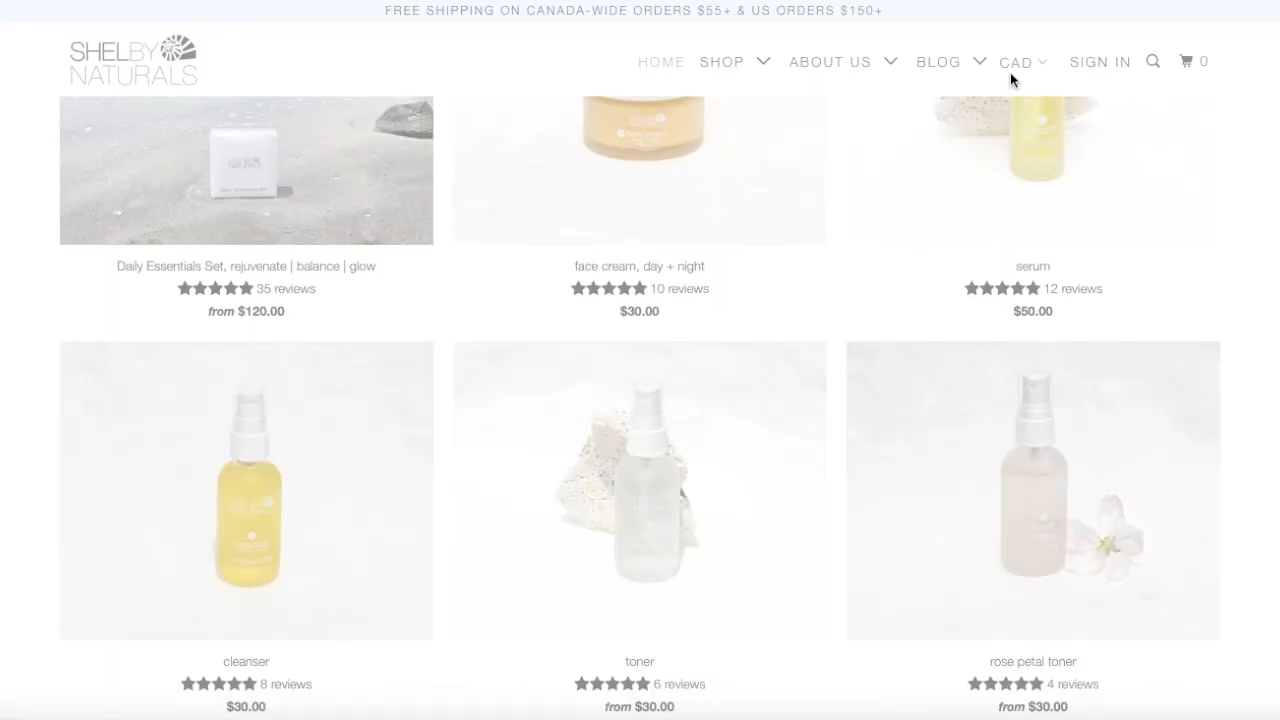 FREE SHIPPING ON CANADA-WIDE ORDERS $55+ & US ORDERS $150+
SHELBY
NATURALS
HOME SHOP ABOUT US BLOG CAD SIGN IN 0
Daily Essentials Set, rejuvenate | balance | glow
35 reviews
from $120.00
face cream, day + night
10 reviews
$30.00
serum
12 reviews
$50.00
cleanser
8 reviews
$30.00
toner
6 reviews
from $30.00
rose petal toner
4 reviews
from $30.00